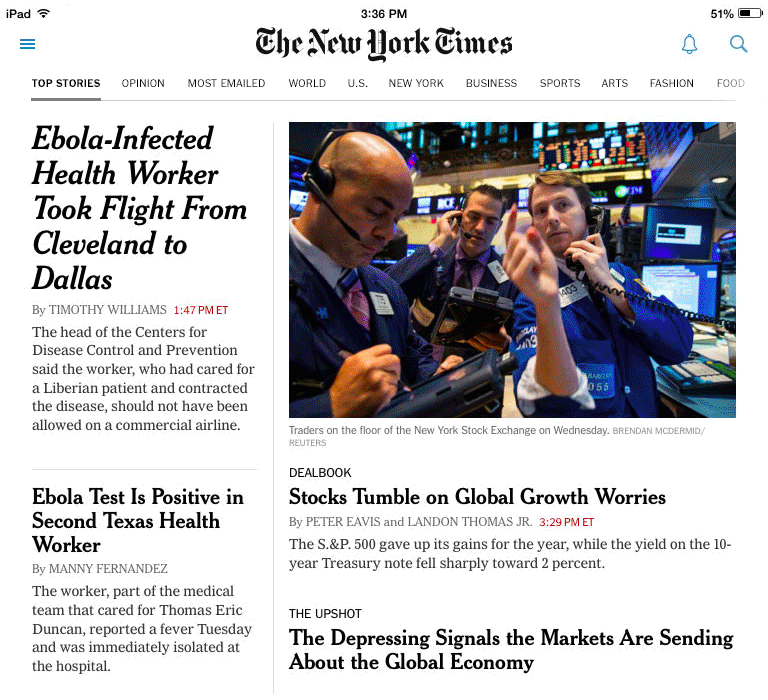 iPad 3:36 PM 51%
The New York Times
TOP STORIES OPINION MOST EMAILED WORLD U.S. NEW YORK BUSINESS SPORTS ARTS FASHION FOOD
Ebola-Infected
Health Worker
Took Flight From
Cleveland to
Dallas
By TIMOTHY WILLIAMS 1:47 PM ET
The head of the Centers for
Disease Control and Prevention
said the worker, who had cared for
a Liberian patient and contracted
the disease, should not have been
allowed on a commercial airline.
Ebola Test Is Positive in
Second Texas Health
Worker
By MANNY FERNANDEZ
The worker, part of the medical
team that cared for Thomas Eric
Duncan, reported a fever Tuesday
and was immediately isolated at
the hospital.
Traders on the floor of the New York Stock Exchange on Wednesday. BRENDAN MCDERMID/
REUTERS
DEALBOOK
Stocks Tumble on Global Growth Worries
By PETER EAVIS and LANDON THOMAS JR. 3:29 PM ET
The S.&P. 500 gave up its gains for the year, while the yield on the 10-
year Treasury note fell sharply toward 2 percent.
THE UPSHOT
The Depressing Signals the Markets Are Sending
About the Global Economy